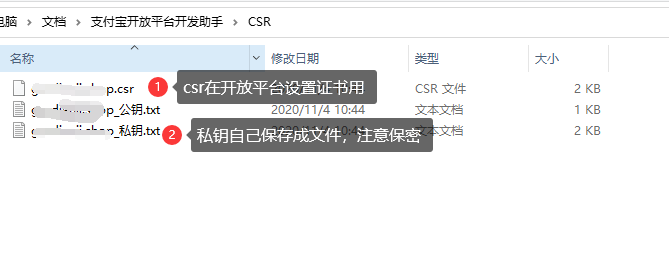 电脑 > 文档 > 支付宝开放平台开发助手 > CSR
名称 修改日期 类型 大小
.csr 1 csr在开放平台设置证书用 CSR 文件 2 KB
_公钥.txt 2020/11/4 10:44 文本文档 1 KB
_私钥.txt 2 私钥自己保存成文件，注意保密 文本文档 2 KB